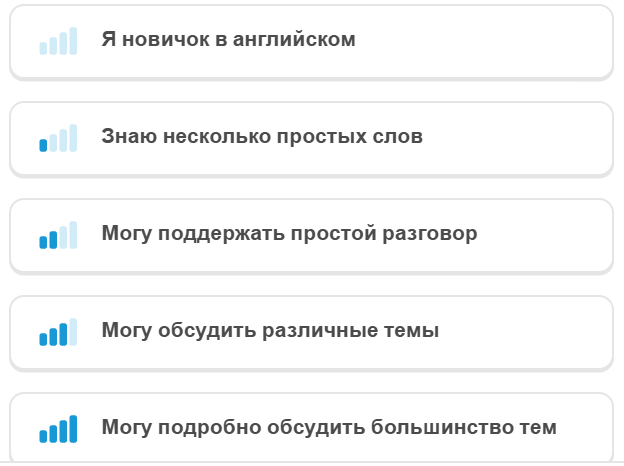 Я новичок в английском
Знаю несколько простых слов
Могу поддержать простой разговор
Могу обсудить различные темы
Могу подробно обсудить большинство тем